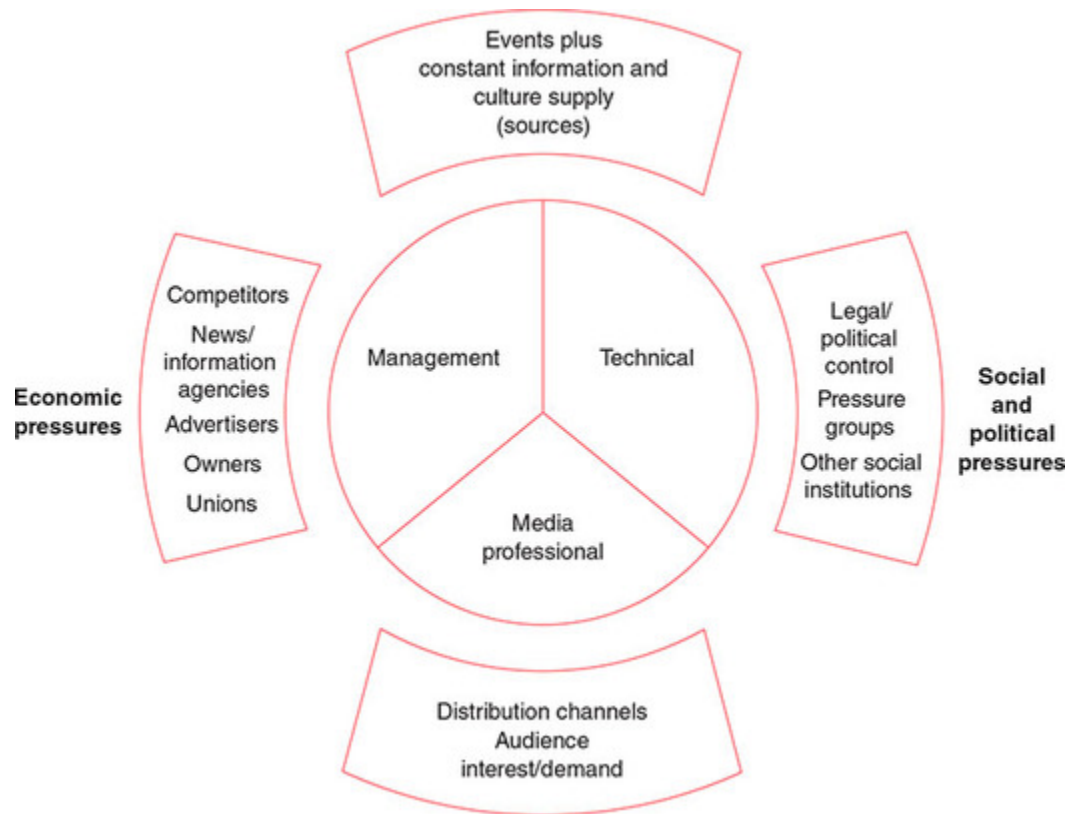 Events plus
constant information and
culture supply
(sources)
Competitors
News/
information
agencies
Advertisers
Owners
Unions
Economic
pressures
Management
Technical
Media
professional
Legal/
political
control
Pressure
groups
Other social
institutions
Social
and
political
pressures
Distribution channels
Audience
interest/demand